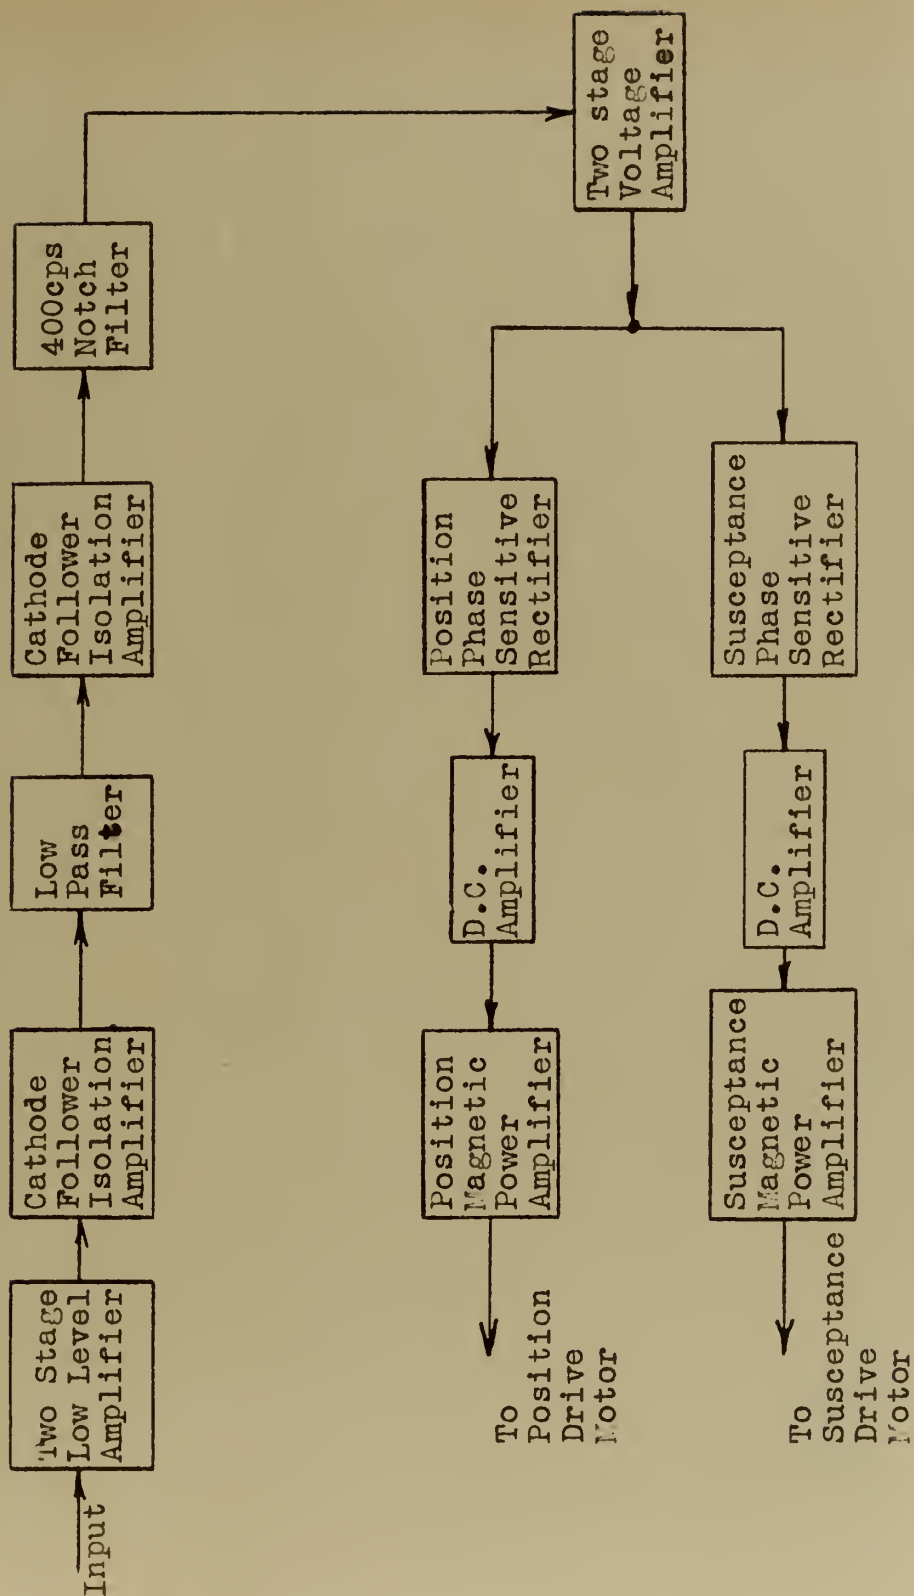 Input
Two Stage
Low Level
Amplifier
Cathode
Follower
Isolation
Amplifier
Low
Pass
Filter
Cathode
Follower
Isolation
Amplifier
400cps
Notch
Filter
Two stage
Voltage
Amplifier
Position
Phase
Sensitive
Rectifier
D.C.
Amplifier
Position
Magnetic
Power
Amplifier
To
Position
Drive
Motor
Susceptance
Phase
Sensitive
Rectifier
D.C.
Amplifier
Susceptance
Magnetic
Power
Amplifier
To
Susceptance
Drive
Motor